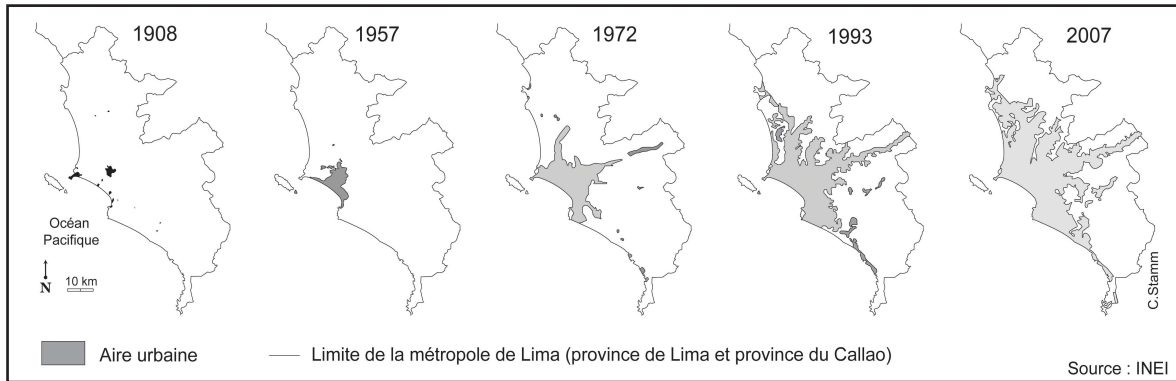 1908
1957
1972
1993
2007
Océan
Pacifique
N
10 km
C.Stamm
Aire urbaine
Limite de la métropole de Lima (province de Lima et province du Callao)
Source : INEI